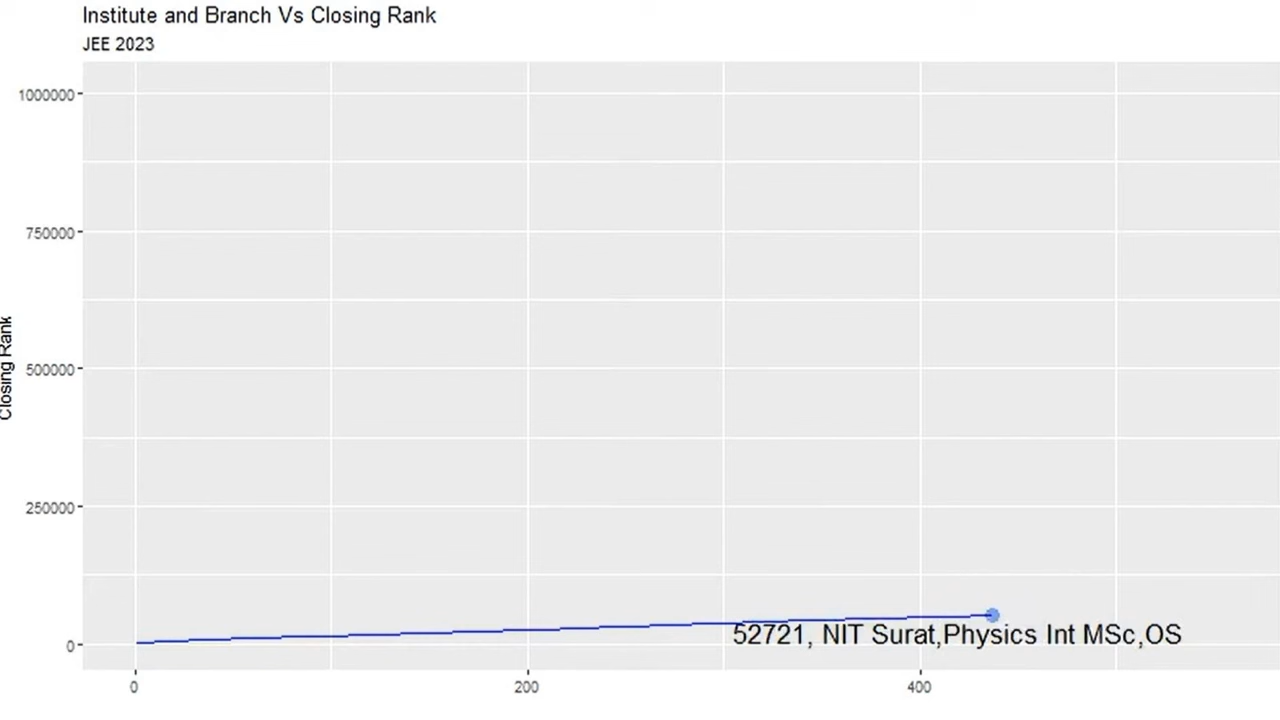 Institute and Branch Vs Closing Rank
JEE 2023
1000000
750000
500000
250000
0
Closing Rank
52721, NIT Surat,Physics Int MSc,OS
0
200
400